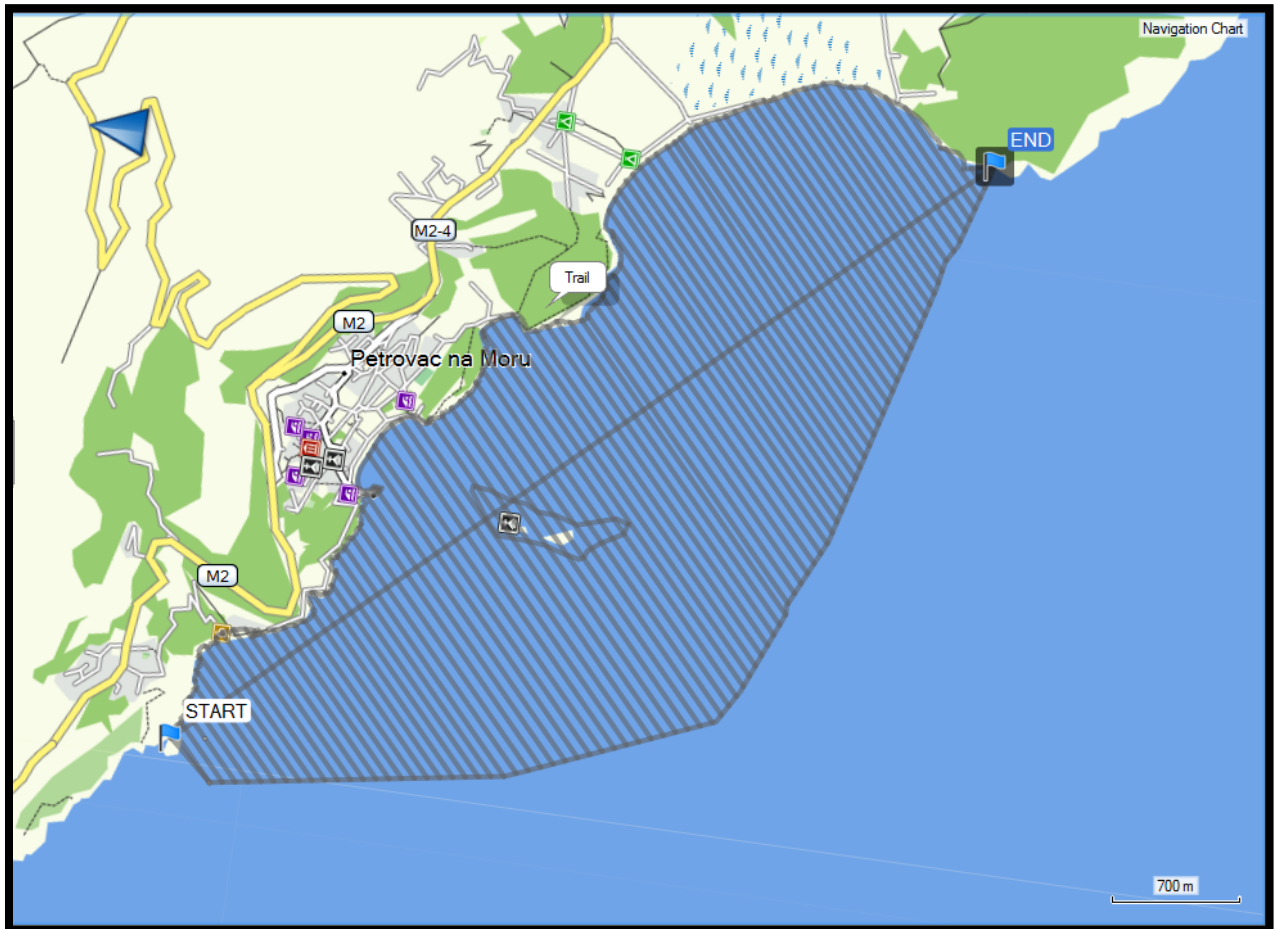 Navigation Chart
END
M2-4
Trail
M2
Petrovac na Moru
M2
START
700 m